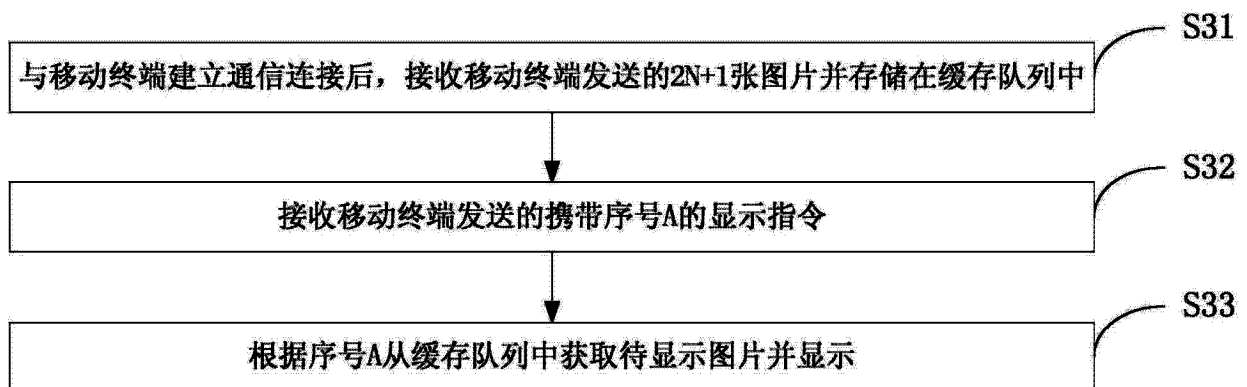 S31
与移动终端建立通信连接后，接收移动终端发送的2N+1张图片并存储在缓存队列中
S32
接收移动终端发送的携带序号A的显示指令
S33
根据序号A从缓存队列中获取待显示图片并显示